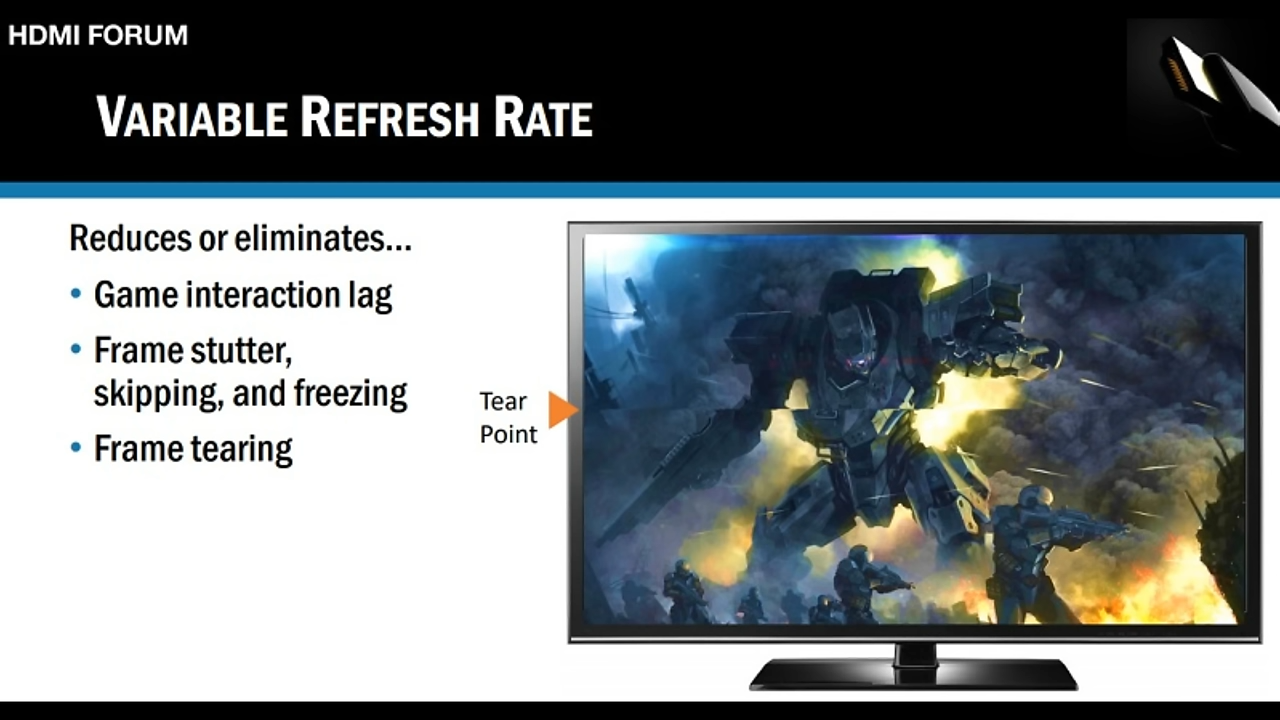 HDMI FORUM
VARIABLE REFRESH RATE
Reduces or eliminates...
• Game interaction lag
• Frame stutter,
skipping, and freezing
• Frame tearing
Tear
Point